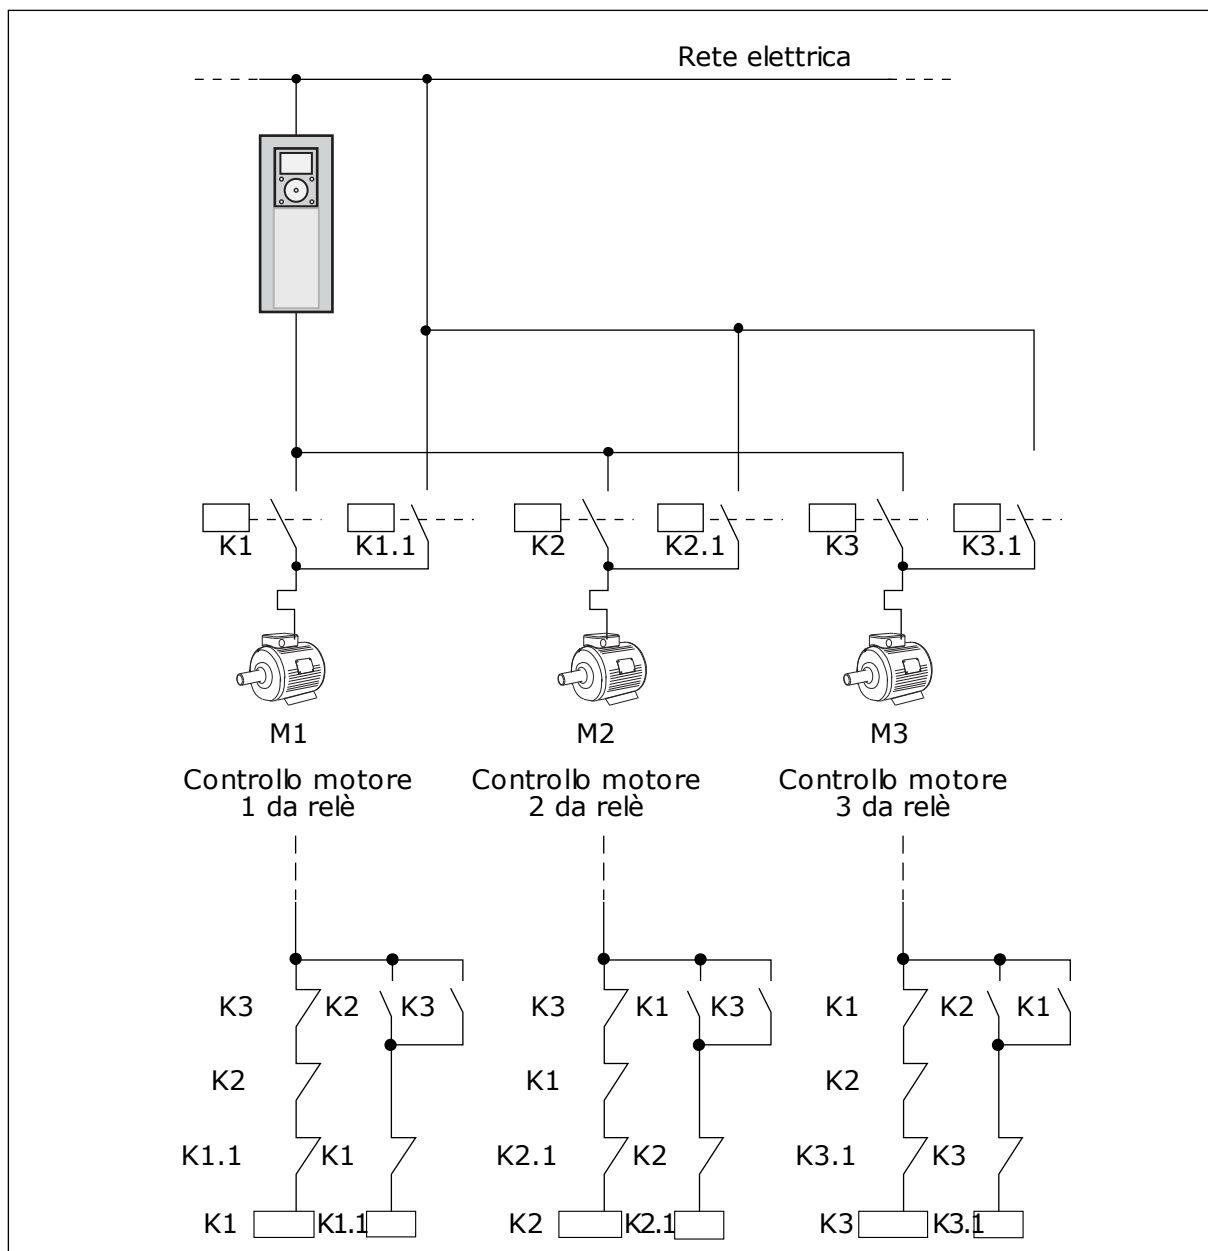 Rete elettrica
K1 K1.1 K2 K2.1 K3 K3.1
M1 M2 M3
Controllo motore Controllo motore Controllo motore
1 da relè 2 da relè 3 da relè
K3 K2 K3 K3 K1 K3 K1 K2 K1
K2 K1 K2
K1.1 K1 K2.1 K2 K3.1 K3
K1 K1.1 K2 K2.1 K3 K3.1